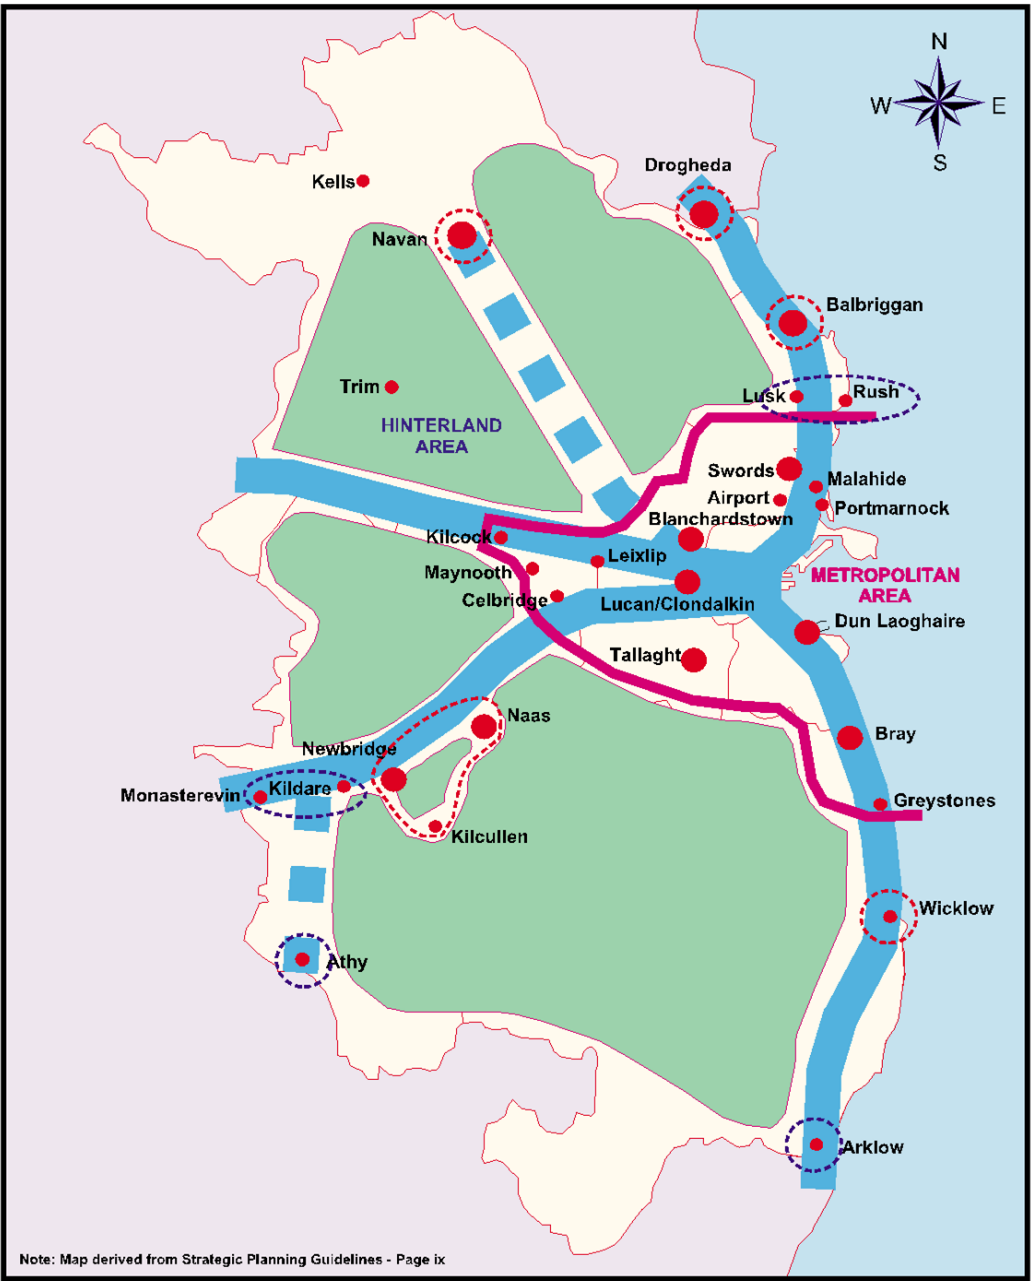 N
W E
S
Drogheda
Kells
Navan
Balbriggan
Trim
Lusk
Rush
HINTERLAND
AREA
Swords
Malahide
Airport
Portmarnock
Blanchardstown
Kilcock
Leixlip
Maynooth
METROPOLITAN
AREA
Celbridge
Lucan/Clondalkin
Dun Laoghaire
Tallaght
Naas
Newbridge
Bray
Kildare
Monasterevin
Greystones
Kilcullen
Wicklow
Athy
Arklow
Note: Map derived from Strategic Planning Guidelines - Page ix